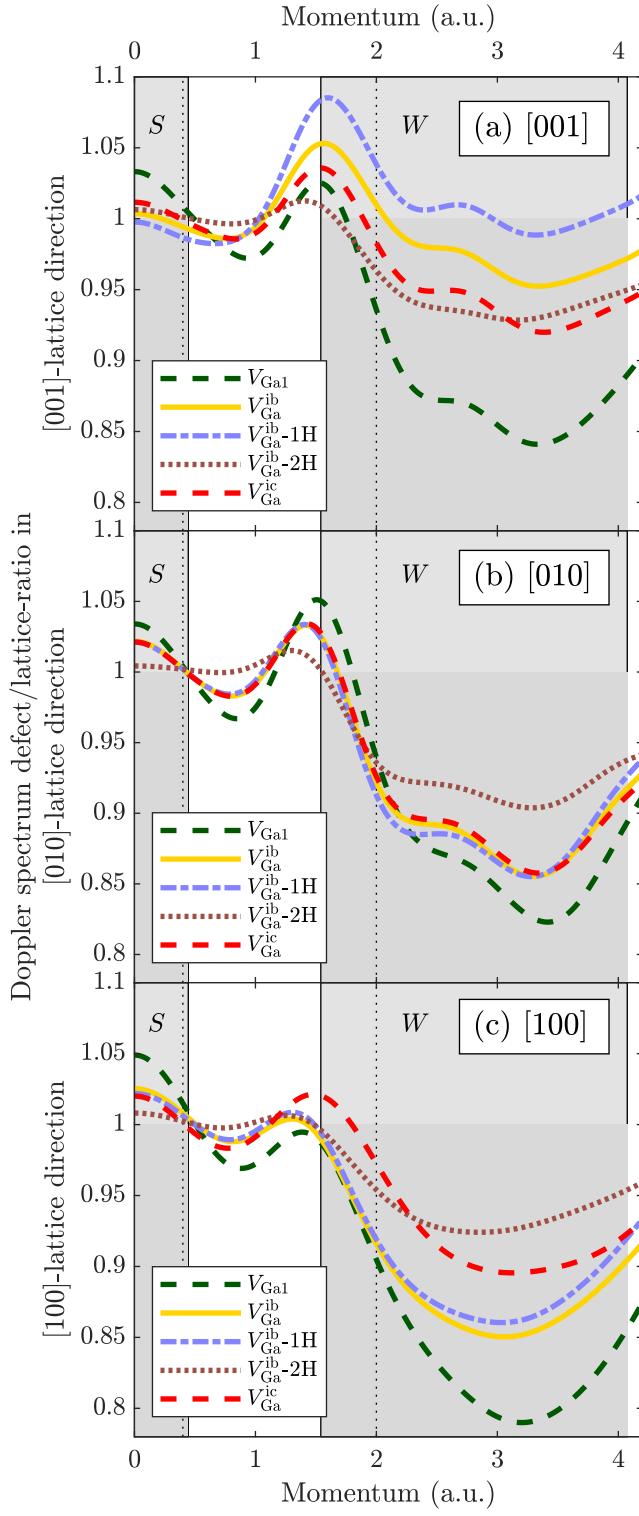 Momentum (a.u.)
0 1 2 3 4
1.1
1.05
1
0.95
0.9
0.85
0.8
S
W
(a) [001]
[001]-lattice direction
V_Ga1
V_Ga^ib
V_Ga^ib-1H
V_Ga^ib-2H
V_Ga^ic
Doppler spectrum defect/lattice-ratio in
1.1
1.05
1
0.95
0.9
0.85
0.8
S
W
(b) [010]
[010]-lattice direction
V_Ga1
V_Ga^ib
V_Ga^ib-1H
V_Ga^ib-2H
V_Ga^ic
1.1
1.05
1
0.95
0.9
0.85
0.8
S
W
(c) [100]
[100]-lattice direction
V_Ga1
V_Ga^ib
V_Ga^ib-1H
V_Ga^ib-2H
V_Ga^ic
0 1 2 3 4
Momentum (a.u.)